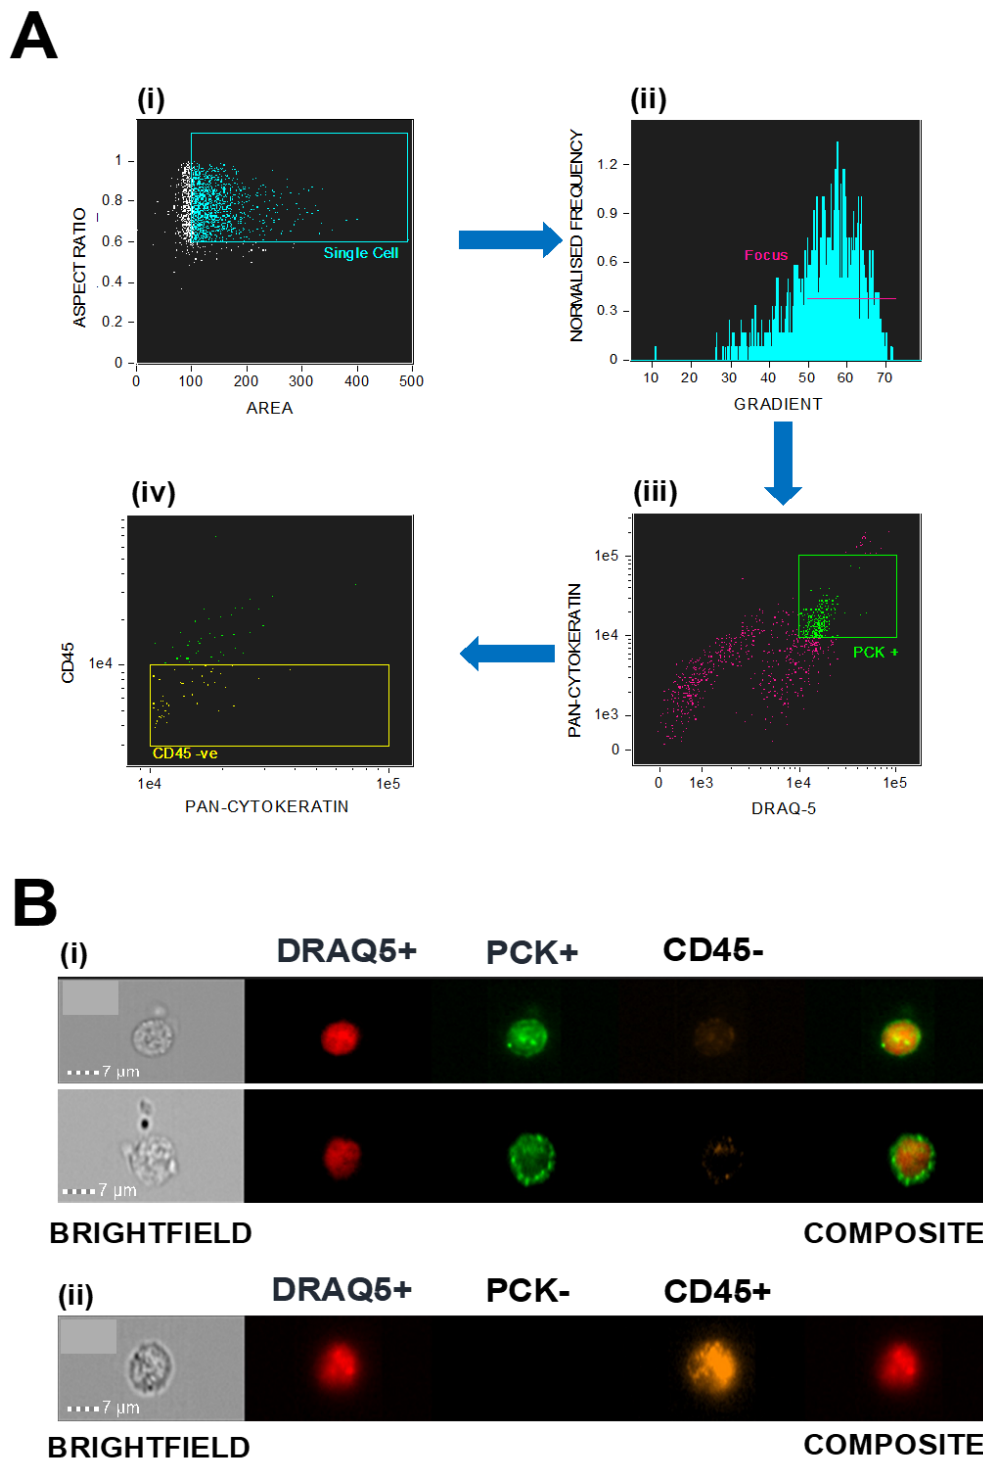 A
(i)
ASPECT RATIO
1
0.8
0.6
0.4
0.2
0
Single Cell
0 100 200 300 400 500
AREA
(ii)
NORMALISED FREQUENCY
1.2
0.9
0.6
0.3
0
Focus
10 20 30 40 50 60 70
GRADIENT
(iv)
CD45
1e4
CD45 -ve
1e4 1e5
PAN-CYTOKERATIN
(iii)
PAN-CYTOKERATIN
1e5
1e4
1e3
0
PCK +
0 1e3 1e4 1e5
DRAQ-5
B
(i)
DRAQ5+ PCK+ CD45-
7 µm
7 µm
BRIGHTFIELD COMPOSITE
(ii)
DRAQ5+ PCK- CD45+
7 µm
BRIGHTFIELD COMPOSITE